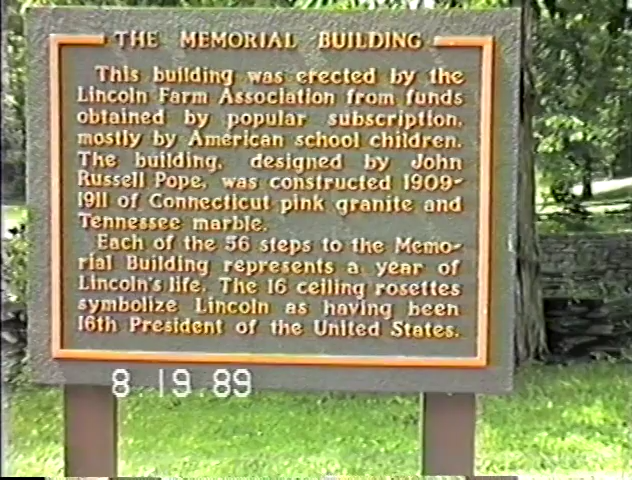 THE MEMORIAL BUILDING
This building was erected by the
Lincoln Farm Association from funds
obtained by popular subscription,
mostly by American school children.
The building, designed by John
Russell Pope, was constructed 1909-
1911 of Connecticut pink granite and
Tennessee marble.
Each of the 56 steps to the Memo-
rial Building represents a year of
Lincoln's life. The 16 ceiling rosettes
symbolize Lincoln as having been
16th President of the United States.
8 19 89